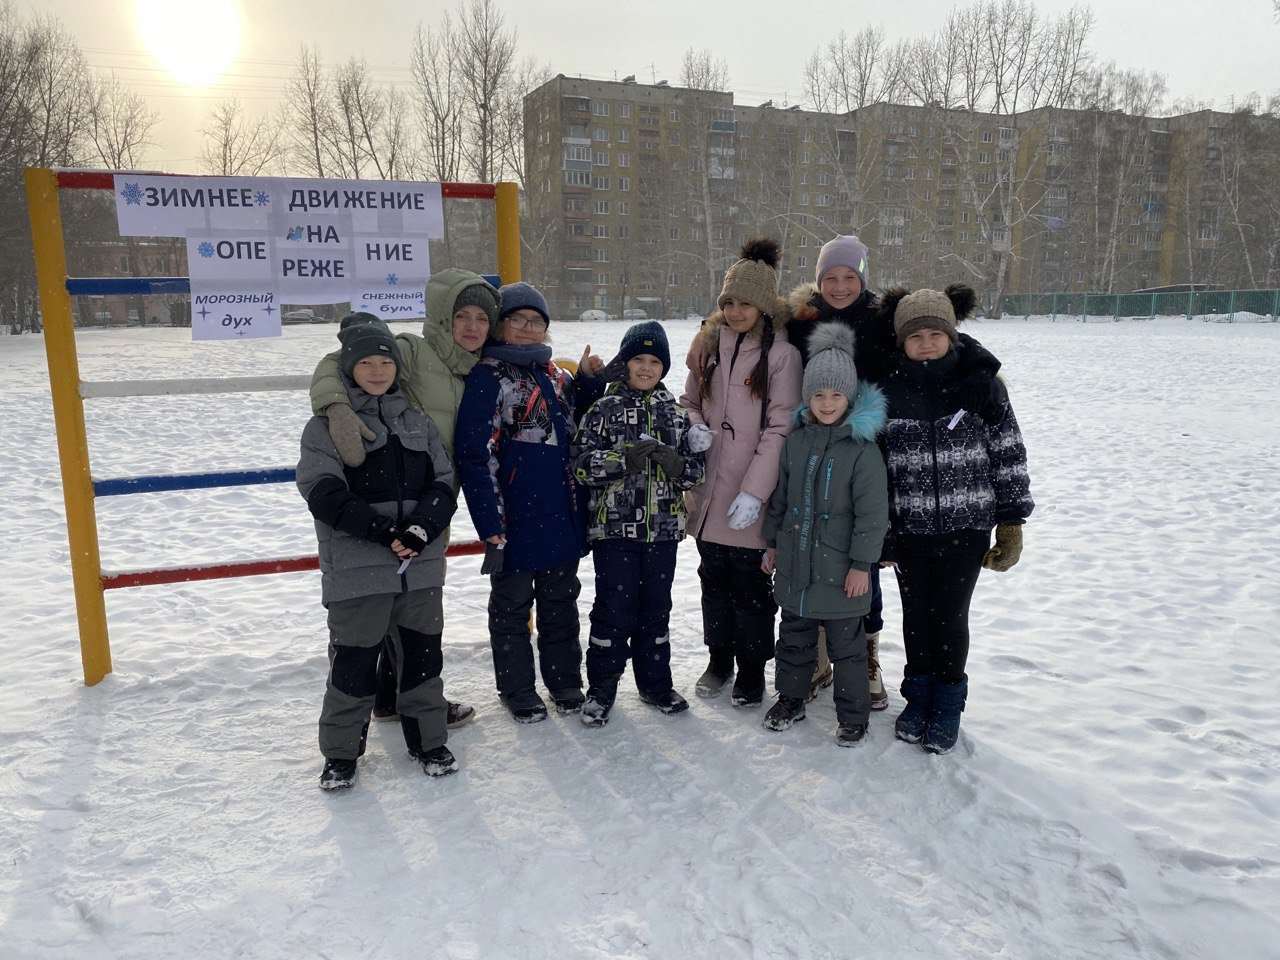 ЗИМНЕЕ ДВИЖЕНИЕ
НА
ОПЕ РЕЖЕ НИЕ
МОРОЗНЫЙ
дух
СНЕЖНЫЙ
бум